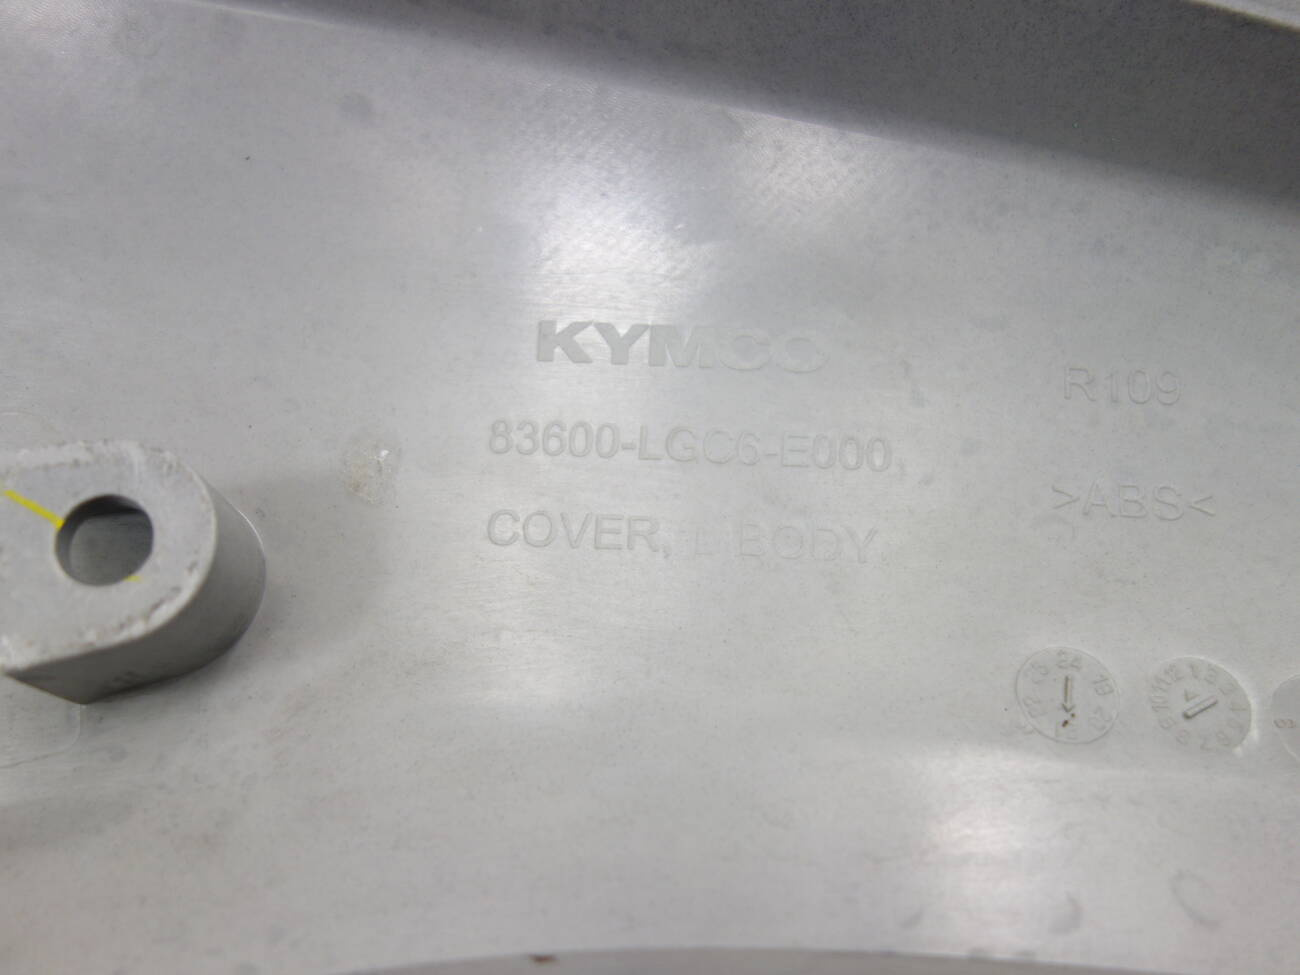 KYMCO
R109
83600-LGC6-E000
>ABS<
COVER, L BODY